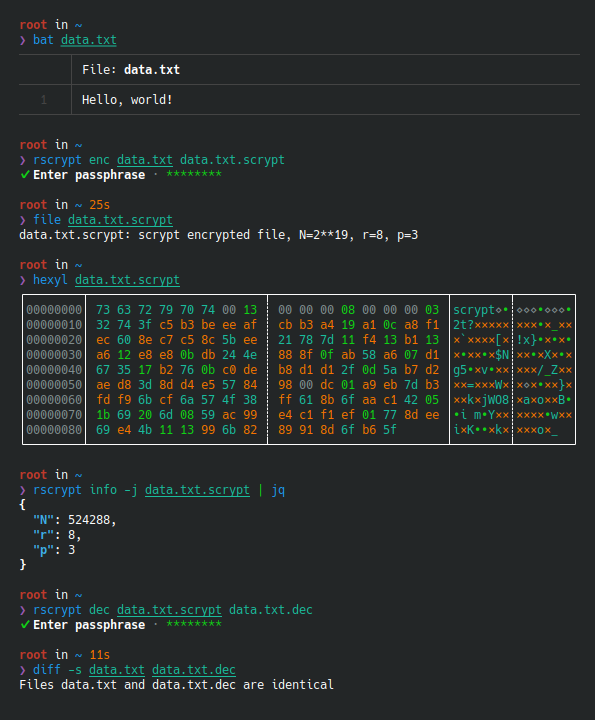 root in ~
❯ bat data.txt
File: data.txt
1 Hello, world!
root in ~
❯ rscrypt enc data.txt data.txt.scrypt
✔ Enter passphrase · ********
root in ~ 25s
❯ file data.txt.scrypt
data.txt.scrypt: scrypt encrypted file, N=2**19, r=8, p=3
root in ~
❯ hexyl data.txt.scrypt
00000000 73 63 72 79 70 74 00 13 00 00 00 08 00 00 00 03 scrypt⋄• ⋄⋄⋄•⋄⋄⋄•
00000010 32 74 3f c5 b3 be ee af cb b3 a4 19 a1 0c a8 f1 2t?××××× ×××•×_××
00000020 ec 60 8e c7 c5 8c 5b ee 21 78 7d 11 f4 13 b1 13 ×`××××[× !x}•×•×•
00000030 a6 12 e8 e8 0b db 24 4e 88 8f 0f ab 58 a6 07 d1 ×•××•×$N ××•×X×•×
00000040 67 35 17 b2 76 0b c0 de b8 d1 d1 2f 0d 5a b7 d2 g5•×v•×× ×××/_Z××
00000050 ae d8 3d 8d d4 e5 57 84 98 00 dc 01 a9 eb 7d b3 ××=×××W× ×⋄×•××}×
00000060 fd f9 6b cf 6a 57 4f 38 ff 61 8b 6f aa c1 42 05 ××k×jWO8 ×a×o××B•
00000070 1b 69 20 6d 08 59 ac 99 e4 c1 f1 ef 01 77 8d ee •i m•Y×× ××××•w××
00000080 69 e4 4b 11 13 99 6b 82 89 91 8d 6f b6 5f i×K••×k× ×××o×_
root in ~
❯ rscrypt info -j data.txt.scrypt | jq
{
"N": 524288,
"r": 8,
"p": 3
}
root in ~
❯ rscrypt dec data.txt.scrypt data.txt.dec
✔ Enter passphrase · ********
root in ~ 11s
❯ diff -s data.txt data.txt.dec
Files data.txt and data.txt.dec are identical